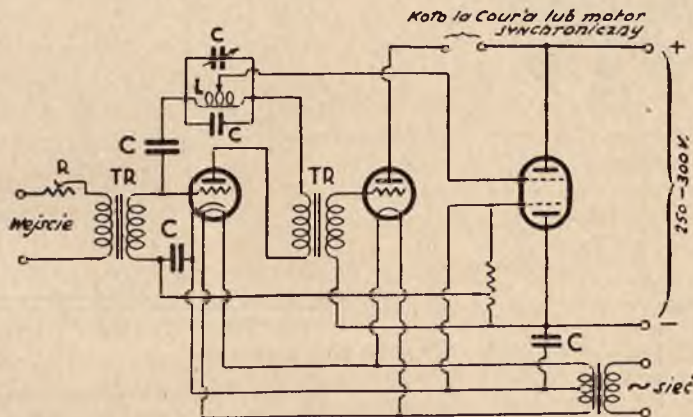 Koło la Cour'a lub motor
synchroniczny
C
L
C
C
R
TR
TR
Wejście
C
250–300 V.
+
–
C
~ sieć